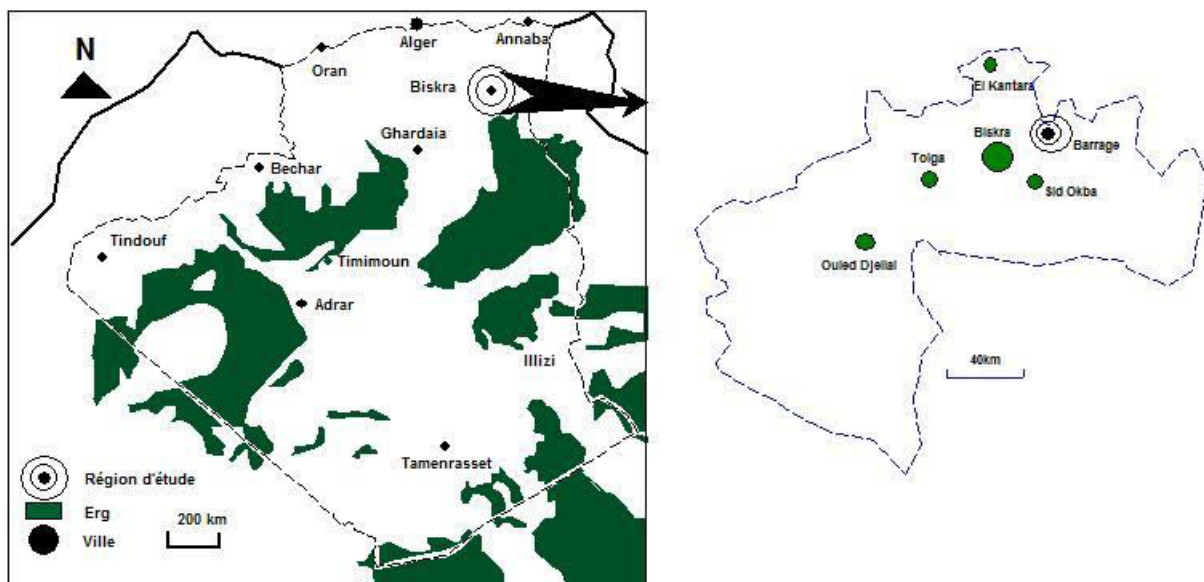 N
Alger
Annaba
Oran
Biskra
Ghardaia
Bechar
Tindouf
Timimoun
Adrar
Illizi
Tamenrasset
Région d'étude
Erg
200 km
Ville
El Kantara
Biskra
Barrage
Tolga
Sid Okba
Ouled Djellal
40km